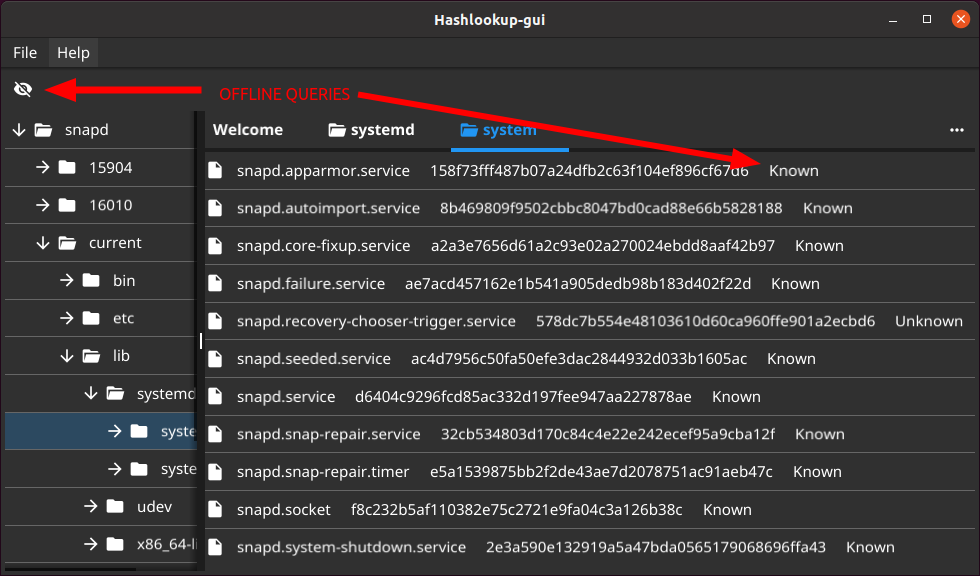 Hashlookup-gui
File Help
OFFLINE QUERIES
snapd
15904
16010
current
bin
etc
lib
systemd
syste
syste
udev
x86_64-li
Welcome systemd system
snapd.apparmor.service 158f73fff487b07a24dfb2c63f104ef896cf67d6 Known
snapd.autoimport.service 8b469809f9502cbbc8047bd0cad88e66b5828188 Known
snapd.core-fixup.service a2a3e7656d61a2c93e02a270024ebdd8aaf42b97 Known
snapd.failure.service ae7acd457162e1b541a905dedb98b183d402f22d Known
snapd.recovery-chooser-trigger.service 578dc7b554e48103610d60ca960ffe901a2ecbd6 Unknown
snapd.seeded.service ac4d7956c50fa50efe3dac2844932d033b1605ac Known
snapd.service d6404c9296fcd85ac332d197fee947aa227878ae Known
snapd.snap-repair.service 32cb534803d170c84c4e22e242ecef95a9cba12f Known
snapd.snap-repair.timer e5a1539875bb2f2de43ae7d2078751ac91aeb47c Known
snapd.socket f8c232b5af110382e75c2721e9fa04c3a126b38c Known
snapd.system-shutdown.service 2e3a590e132919a5a47bda0565179068696ffa43 Known